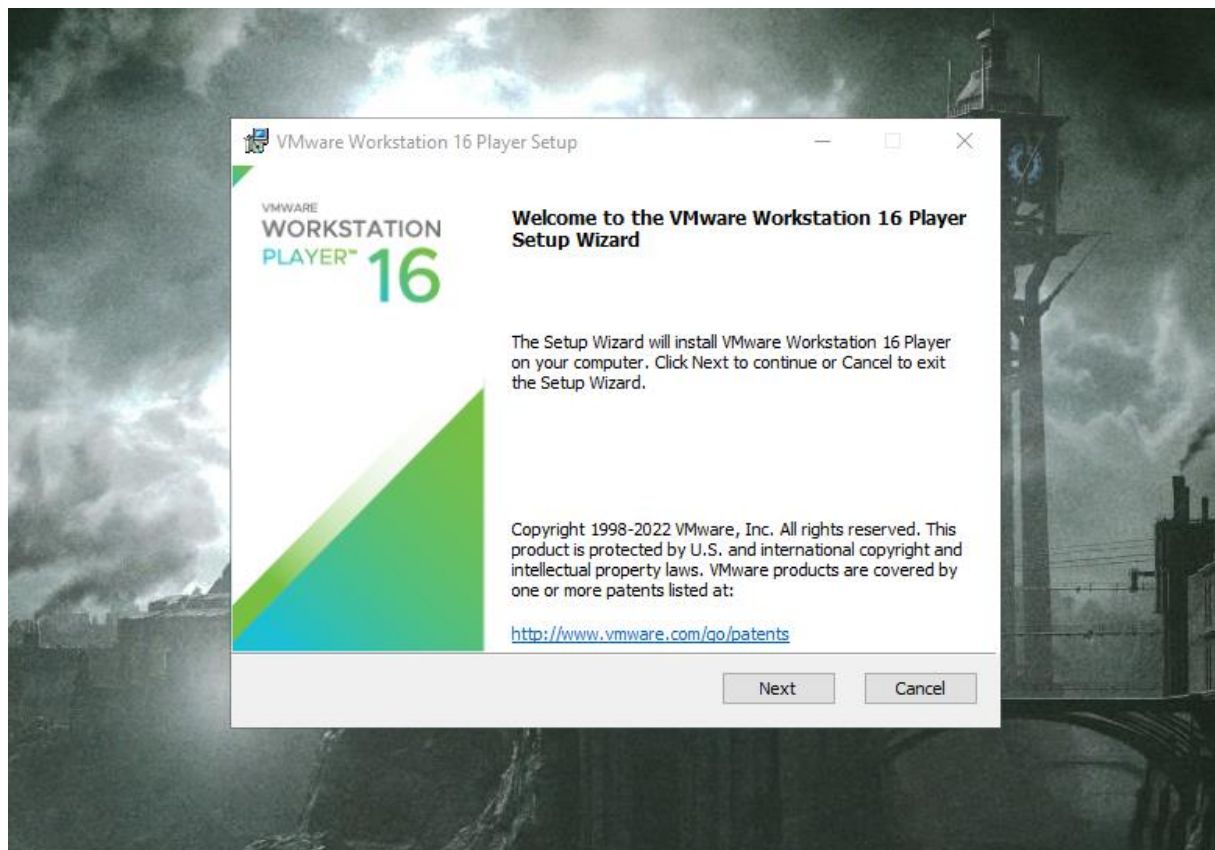 VMware Workstation 16 Player Setup
VMWARE
WORKSTATION
PLAYER™ 16
Welcome to the VMware Workstation 16 Player
Setup Wizard
The Setup Wizard will install VMware Workstation 16 Player
on your computer. Click Next to continue or Cancel to exit
the Setup Wizard.
Copyright 1998-2022 VMware, Inc. All rights reserved. This
product is protected by U.S. and international copyright and
intellectual property laws. VMware products are covered by
one or more patents listed at:
http://www.vmware.com/go/patents
Next Cancel